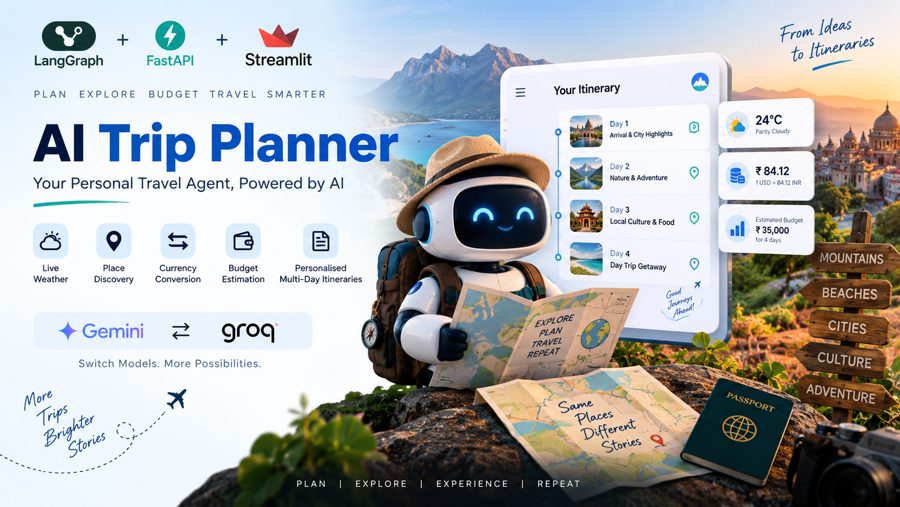 LangGraph + FastAPI + Streamlit
PLAN EXPLORE BUDGET TRAVEL SMARTER
AI Trip Planner
Your Personal Travel Agent, Powered by AI
Live
Weather
Place
Discovery
Currency
Conversion
Budget
Estimation
Personalised
Multi-Day Itineraries
Gemini
groq
Switch Models. More Possibilities.
More
Trips
Brighter
Stories
From Ideas
to Itineraries
Your Itinerary
Day 1
Arrival & City Highlights
Day 2
Nature & Adventure
Day 3
Local Culture & Food
Day 4
Day Trip Getaway
Good
Journeys
Ahead!
24°C
Partly Cloudy
₹ 84.12
1 USD = 84.12 INR
Estimated Budget
₹ 35,000
for 4 days
MOUNTAINS
BEACHES
CITIES
CULTURE
ADVENTURE
EXPLORE
PLAN
TRAVEL
REPEAT
Same
Places
Different
Stories
PASSPORT
PLAN | EXPLORE | EXPERIENCE | REPEAT